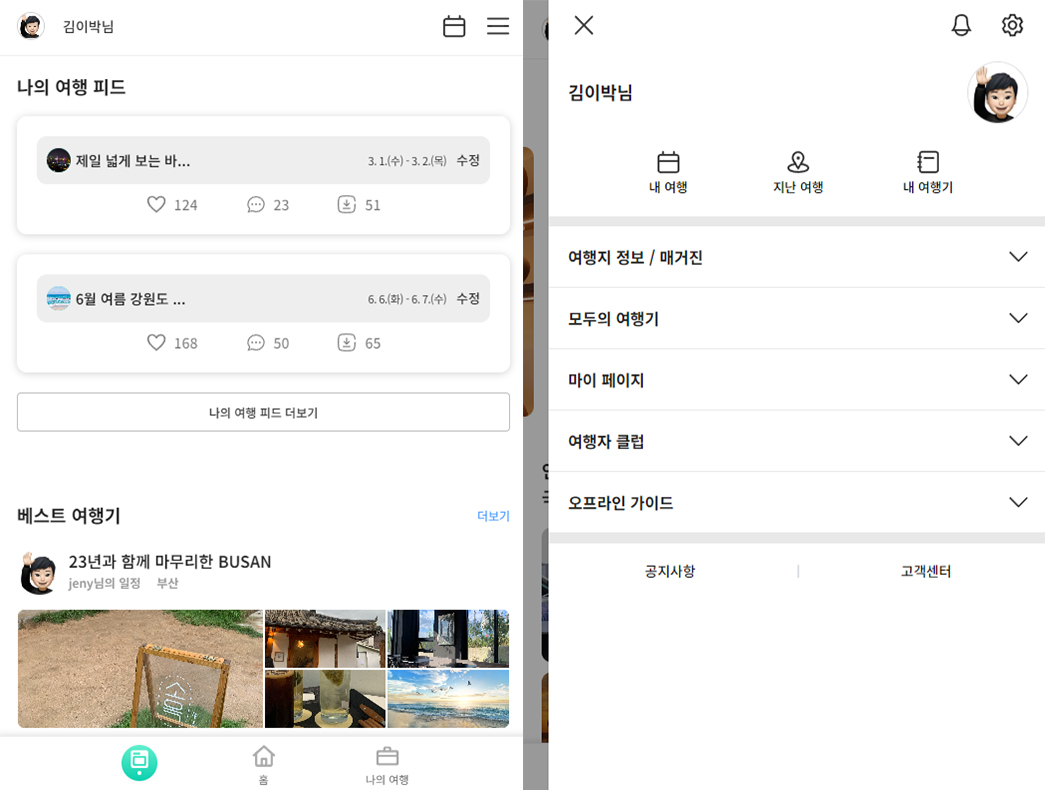 김이박님
나의 여행 피드
제일 넓게 보는 바...
3. 1.(수) - 3. 2.(목)
수정
124
23
51
6월 여름 강원도 ...
6. 6.(화) - 6. 7.(수)
수정
168
50
65
나의 여행 피드 더보기
베스트 여행기
더보기
23년과 함께 마무리한 BUSAN
jeny님의 일정 부산
홈
나의 여행
김이박님
내 여행
지난 여행
내 여행기
여행지 정보 / 매거진
모두의 여행기
마이 페이지
여행자 클럽
오프라인 가이드
공지사항
고객센터